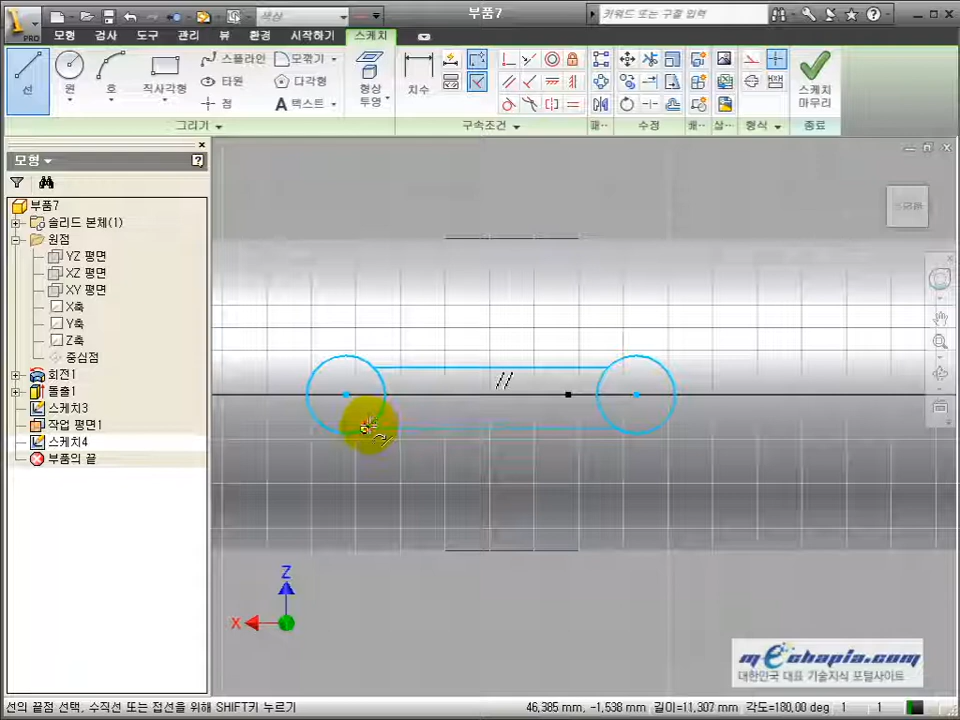 PRO
색상
부품7
키워드 또는 구절 입력
모형
검사
도구
관리
뷰
환경
시작하기
스케치
선
원
호
직사각형
스플라인
타원
점
모깎기
다각형
텍스트
형상
투영
치수
스케치
마무리
그리기
구속조건
패··
수정
형식
종료
모형
부품7
솔리드 본체(1)
원점
YZ 평면
XZ 평면
XY 평면
X축
Y축
Z축
중심점
회전1
돌출1
스케치3
작업 평면1
스케치4
부품의 끝
Z
X
mechapia.com
대한민국 대표 기술지식 포털사이트
선의 끝점 선택, 수직선 또는 접선을 위해 SHIFT키 누르기
46,385 mm, -1,538 mm
길이=11,307 mm, 각도=180,00 deg
1
1